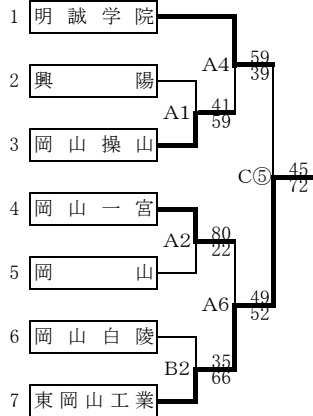 1 明誠学院
A4 59
39
2 興陽
A1 41
59
3 岡山操山
C⑤ 45
72
4 岡山一宮
A2 80
22
5 岡山
A6 49
52
6 岡山白陵
B2 35
66
7 東岡山工業